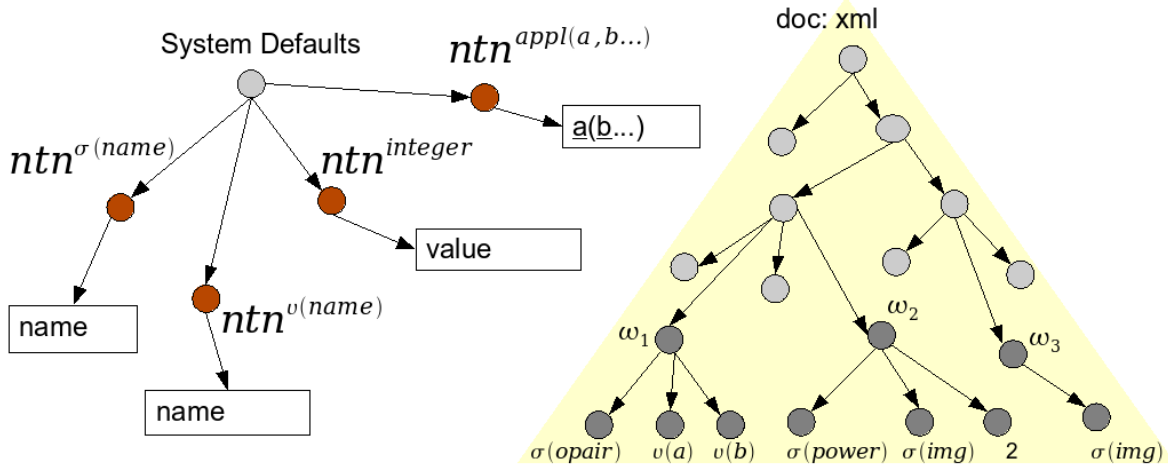 System Defaults
ntn^appl(a,b...)
a(b...)
ntn^σ(name)
ntn^integer
value
name
ntn^υ(name)
name
doc: xml
ω₁
ω₂
ω₃
σ(opair) υ(a) υ(b) σ(power) σ(img) 2 σ(img)